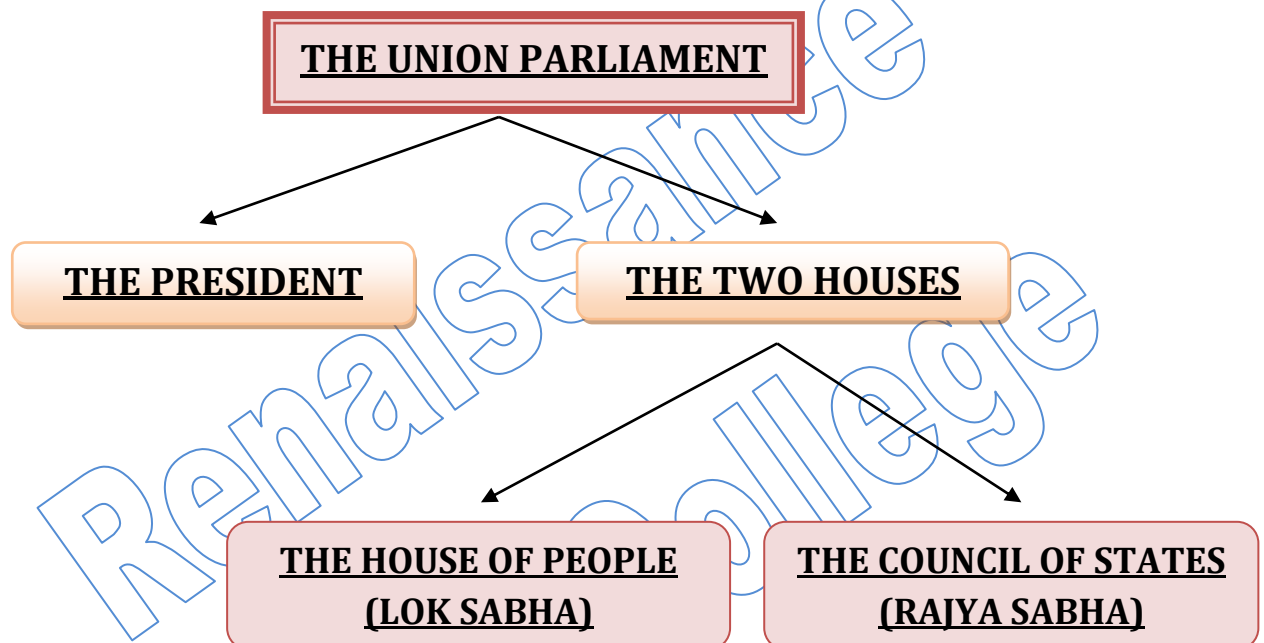 THE UNION PARLIAMENT
THE PRESIDENT
THE TWO HOUSES
THE HOUSE OF PEOPLE
(LOK SABHA)
THE COUNCIL OF STATES
(RAJYA SABHA)
Renaissance
College